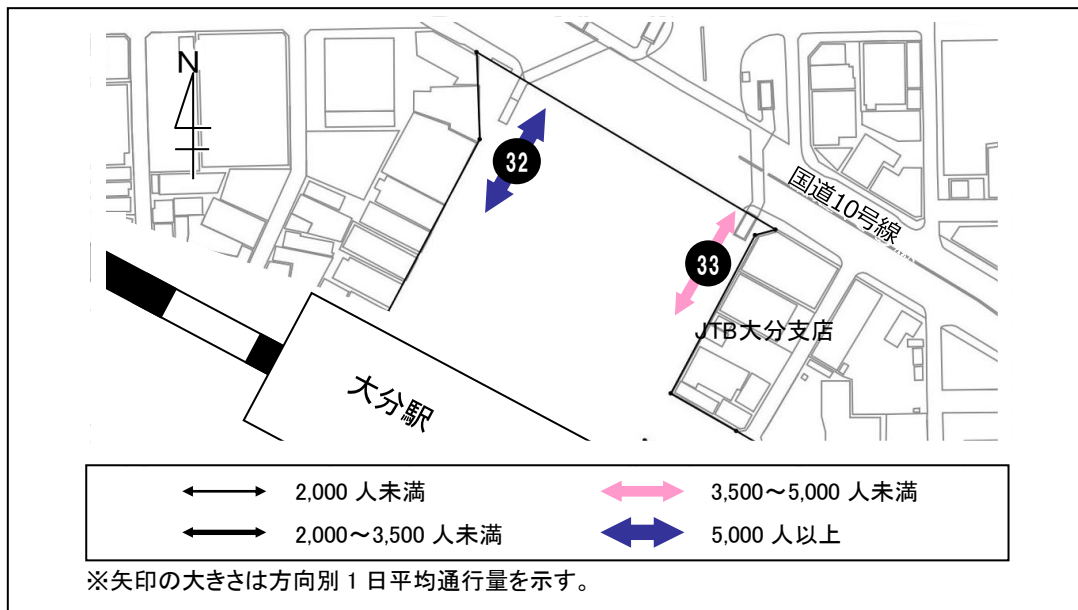 N
32
33
国道10号線
JTB大分支店
大分駅
2,000 人未満
3,500～5,000 人未満
2,000～3,500 人未満
5,000 人以上
※矢印の大きさは方向別 1 日平均通行量を示す。